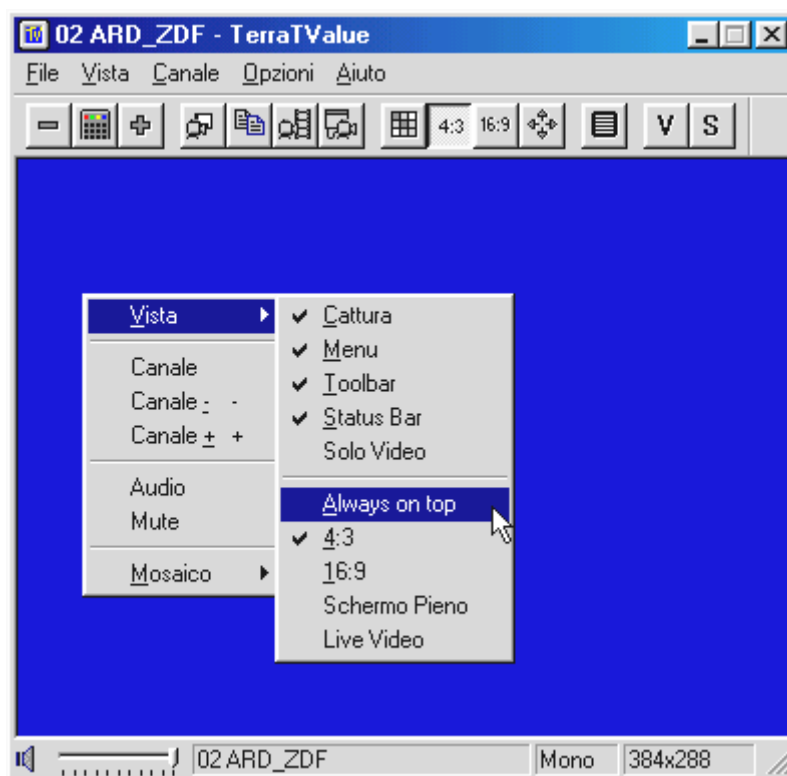 TV 02 ARD_ZDF - TerraTValue
File Vista Canale Opzioni Aiuto
4:3 16:9 V S
Vista
Canale
Canale - -
Canale + +
Audio
Mute
Mosaico
Cattura
Menu
Toolbar
Status Bar
Solo Video
Always on top
4:3
16:9
Schermo Pieno
Live Video
02 ARD_ZDF Mono 384x288